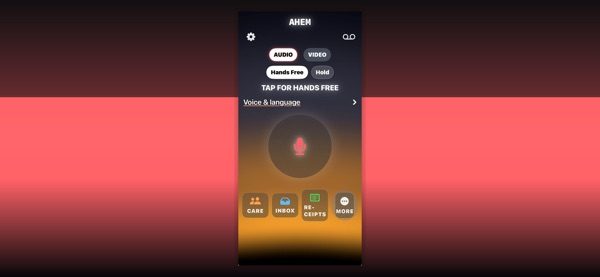 AHEM
AUDIO VIDEO
Hands Free Hold
TAP FOR HANDS FREE
Voice & language
CARE INBOX RE-
CEIPTS MORE